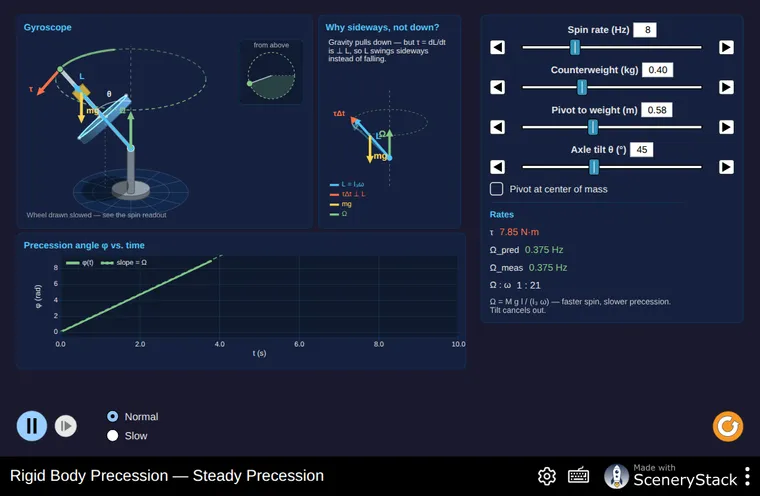 Gyroscope
from above
τ
L
θ
mg
Ω
Wheel drawn slowed — see the spin readout
Why sideways, not down?
Gravity pulls down — but τ = dL/dt
is ⊥ L, so L swings sideways
instead of falling.
τΔt
L
Ω
mg
L = I₃ω
τΔt ⊥ L
mg
Ω
Precession angle φ vs. time
φ(t)
slope = Ω
φ (rad)
8
6
4
2
0
0.0
2.0
4.0
6.0
8.0
10.0
t (s)
Spin rate (Hz) 8
Counterweight (kg) 0.40
Pivot to weight (m) 0.58
Axle tilt θ (°) 45
Pivot at center of mass
Rates
τ 7.85 N·m
Ω_pred 0.375 Hz
Ω_meas 0.375 Hz
Ω : ω 1 : 21
Ω = M g l / (I₃ ω) — faster spin, slower precession.
Tilt cancels out.
Normal
Slow
Rigid Body Precession — Steady Precession
Made with
SceneryStack